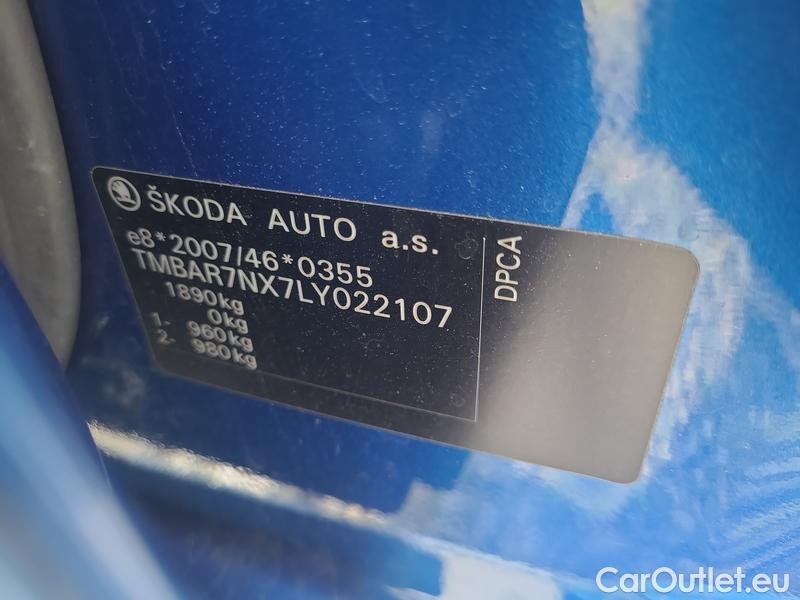 ŠKODA AUTO a.s.
e8*2007/46*0355
TMBAR7NX7LY022107
1890kg
0kg
1- 960kg
2- 980kg
DPCA
CarOutlet.eu